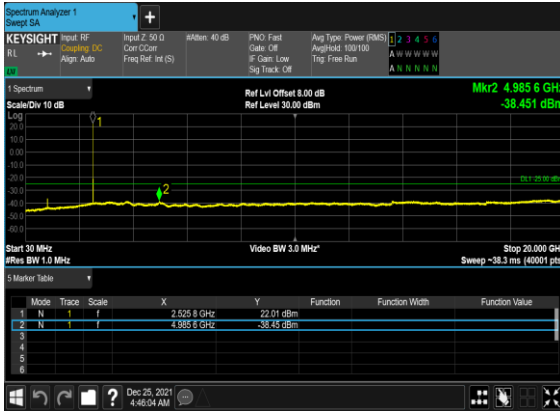 Spectrum Analyzer 1
Swept SA
+
KEYSIGHT Input: RF Input Z: 50 Ω #Atten: 40 dB PNO: Fast Avg Type: Power (RMS) 1 2 3 4 5 6
RL Coupling: DC Corr CCorr Gate: Off Avg|Hold: 100/100 A W W W W W
Align: Auto Freq Ref: Int (S) IF Gain: Low Trig: Free Run
Sig Track: Off A N N N N N
1 Spectrum Ref Lvl Offset 8.00 dB Mkr2 4.985 6 GHz
Scale/Div 10 dB Ref Level 30.00 dBm -38.451 dBm
Log
20.0
10.0
0.00
-10.0
-20.0
-30.0
-40.0
-50.0
-60.0
1
2
DL1 -25.00 dBm
Start 30 MHz Video BW 3.0 MHz* Stop 20.000 GHz
#Res BW 1.0 MHz Sweep ~38.3 ms (40001 pts)
5 Marker Table
Mode Trace Scale X Y Function Function Width Function Value
1 N 1 f 2.525 8 GHz 22.01 dBm
2 N 1 f 4.985 6 GHz -38.45 dBm
3
4
5
6
? Dec 25, 2021
4:46:04 AM